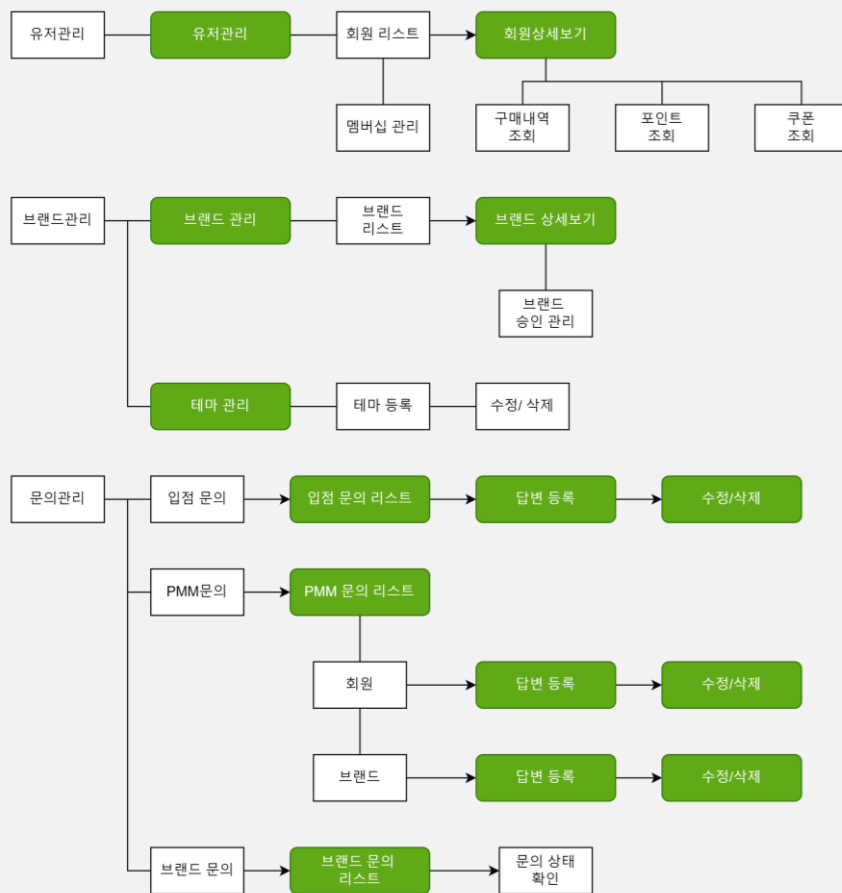 유저관리
유저관리
회원 리스트
회원상세보기
멤버십 관리
구매내역
조회
포인트
조회
쿠폰
조회
브랜드관리
브랜드 관리
브랜드
리스트
브랜드 상세보기
브랜드
승인 관리
테마 관리
테마 등록
수정/ 삭제
문의관리
입점 문의
입점 문의 리스트
답변 등록
수정/삭제
PMM문의
PMM 문의 리스트
회원
답변 등록
수정/삭제
브랜드
답변 등록
수정/삭제
브랜드 문의
브랜드 문의
리스트
문의 상태
확인